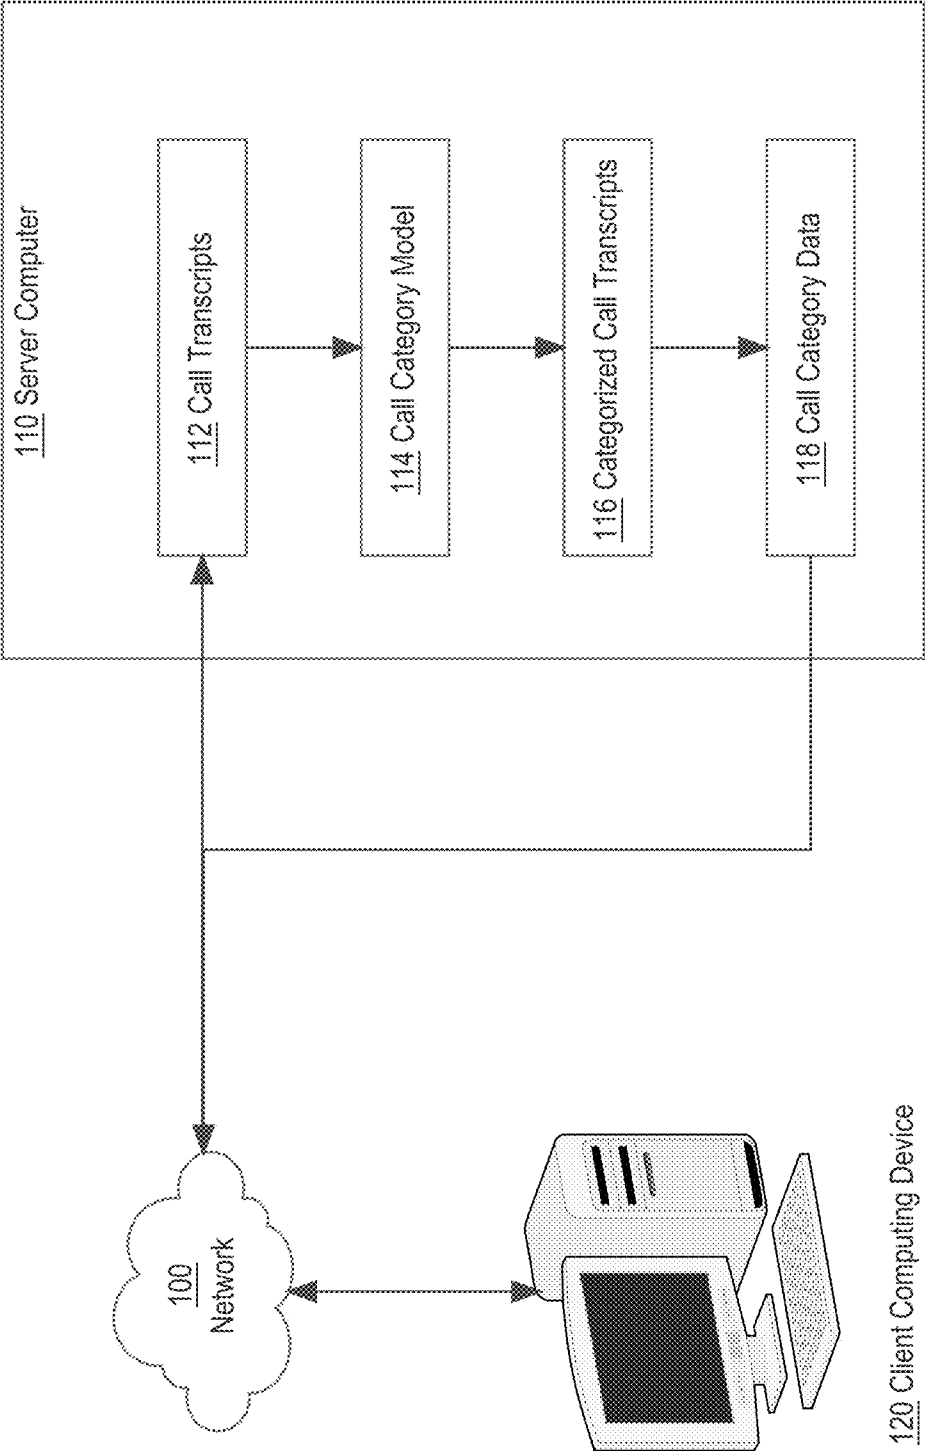 110 Server Computer
112 Call Transcripts
114 Call Category Model
116 Categorized Call Transcripts
118 Call Category Data
100
Network
120 Client Computing Device